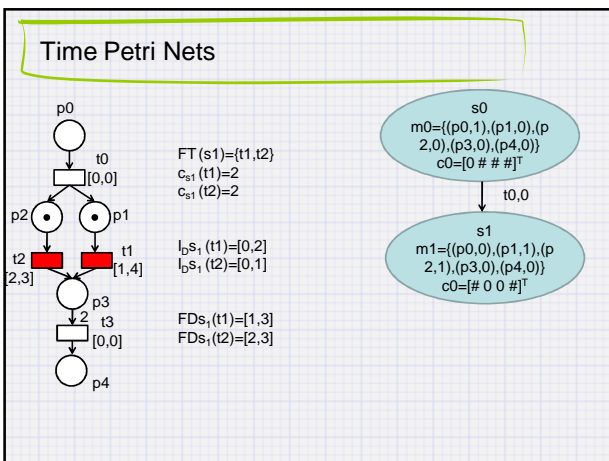 Time Petri Nets
p0
t0
[0,0]
p2
p1
t2
[2,3]
t1
[1,4]
p3
2
t3
[0,0]
p4
FT(s1)={t1,t2}
cs1(t1)=2
cs1(t2)=2
IDs1(t1)=[0,2]
IDs1(t2)=[0,1]
FDs1(t1)=[1,3]
FDs1(t2)=[2,3]
s0
m0={(p0,1),(p1,0),(p
2,0),(p3,0),(p4,0)}
c0=[0 # # #]T
t0,0
s1
m1={(p0,0),(p1,1),(p
2,1),(p3,0),(p4,0)}
c0=[# 0 0 #]T